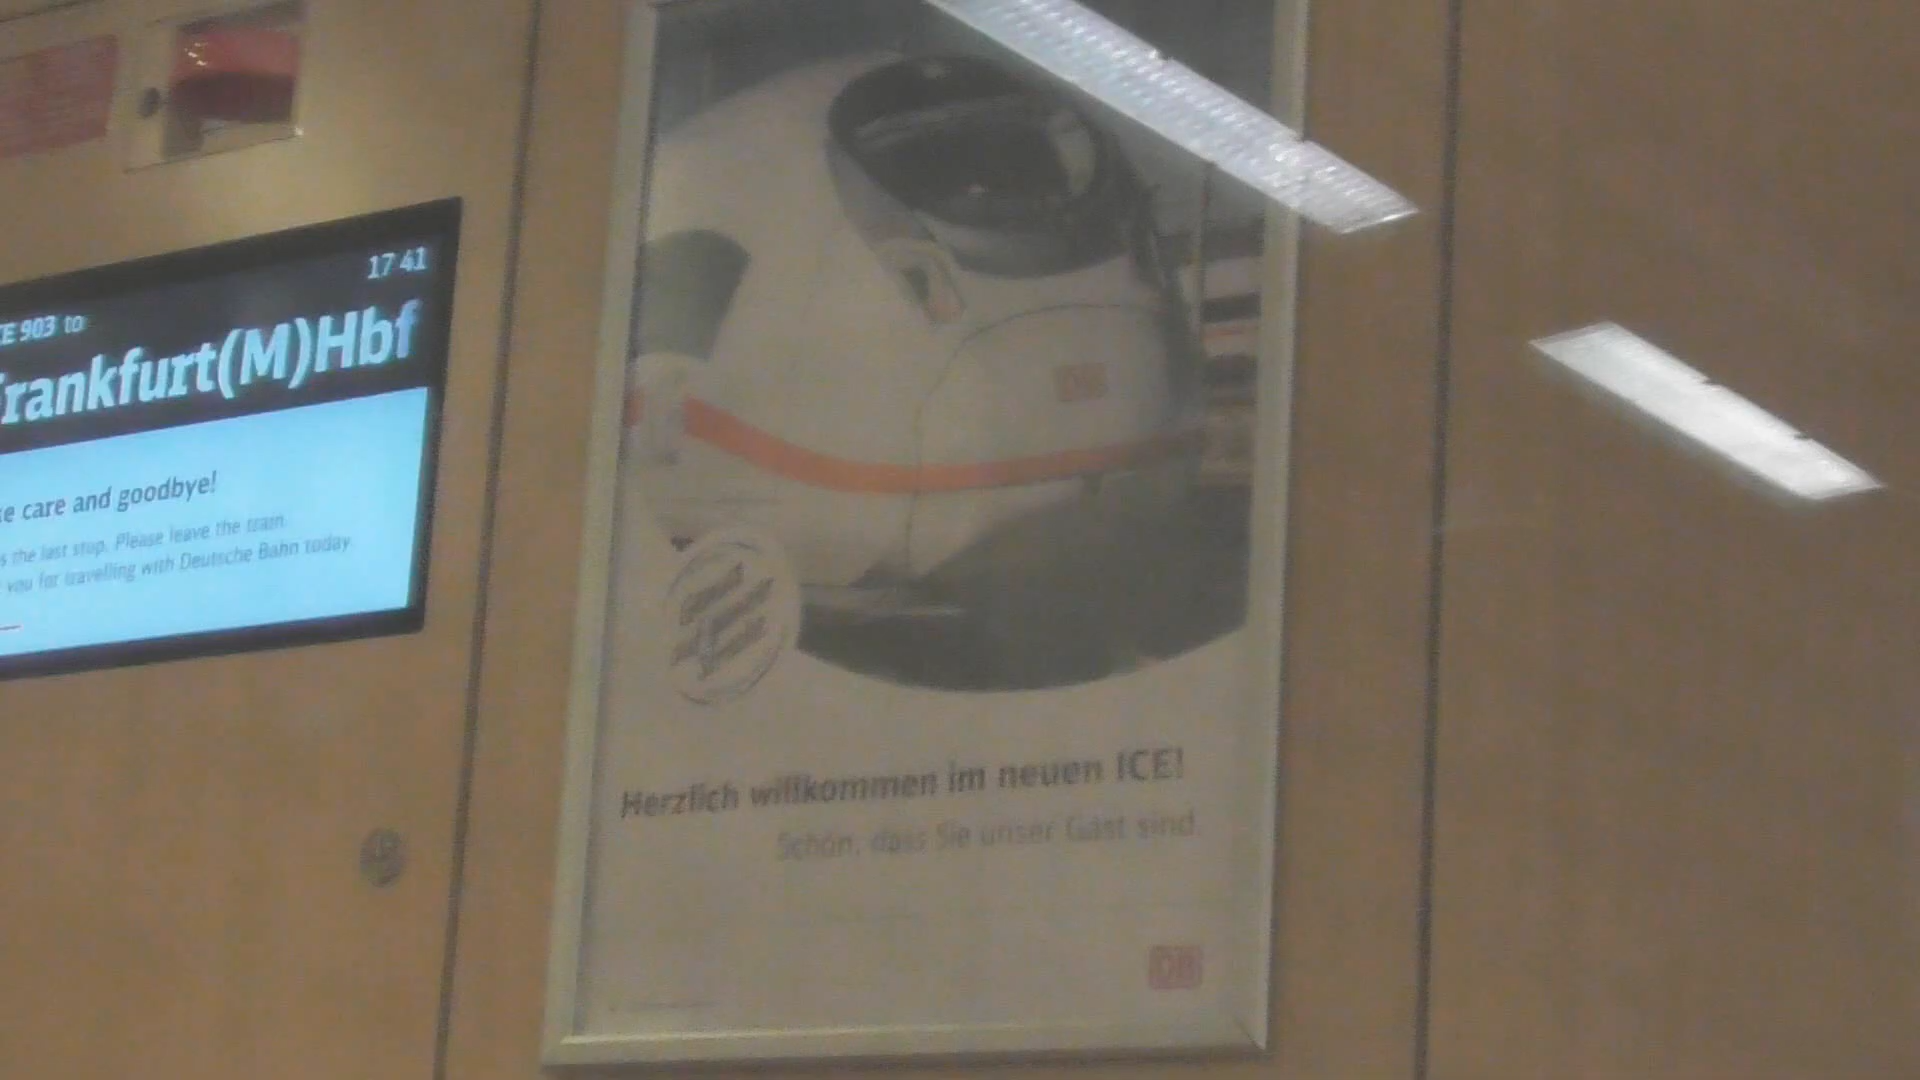 17 41
E 903 to
rankfurt(M)Hbf
e care and goodbye!
s the last stop. Please leave the train.
you for travelling with Deutsche Bahn today.
DB
Herzlich willkommen im neuen ICE!
Schön, dass Sie unser Gast sind.
DB